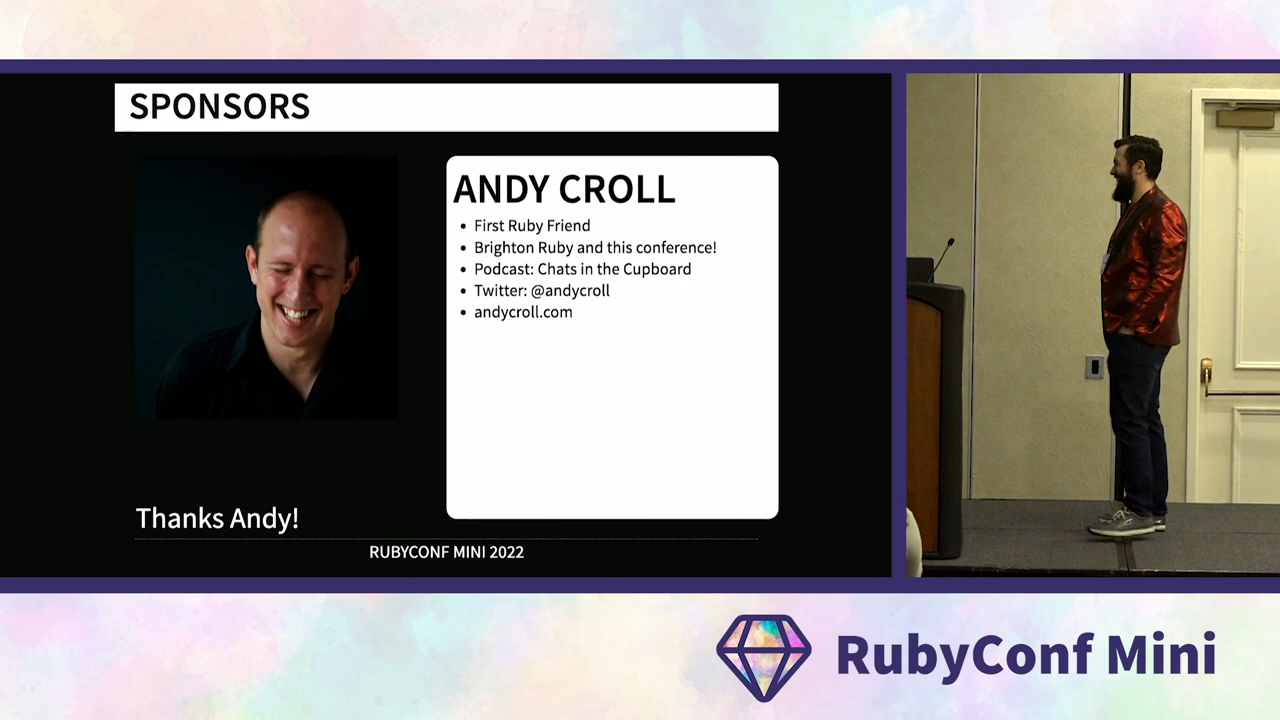 SPONSORS
ANDY CROLL
• First Ruby Friend
• Brighton Ruby and this conference!
• Podcast: Chats in the Cupboard
• Twitter: @andycroll
• andycroll.com
Thanks Andy!
RUBYCONF MINI 2022
RubyConf Mini